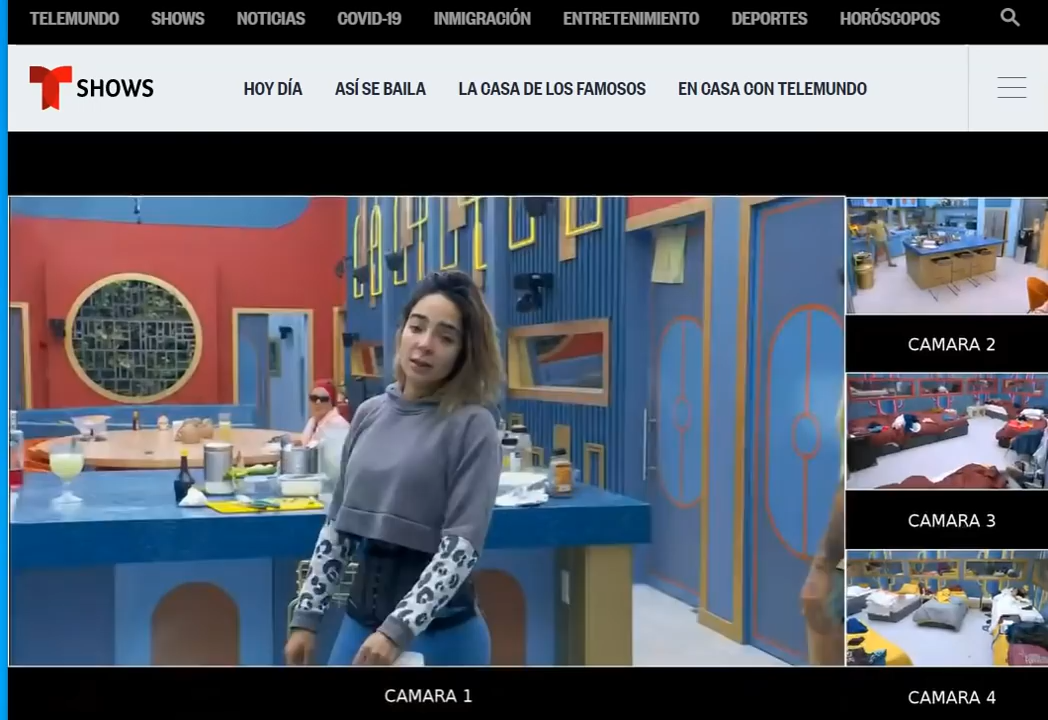 TELEMUNDO SHOWS NOTICIAS COVID-19 INMIGRACIÓN ENTRETENIMIENTO DEPORTES HORÓSCOPOS
SHOWS HOY DÍA ASÍ SE BAILA LA CASA DE LOS FAMOSOS EN CASA CON TELEMUNDO
CAMARA 2
CAMARA 3
CAMARA 1
CAMARA 4